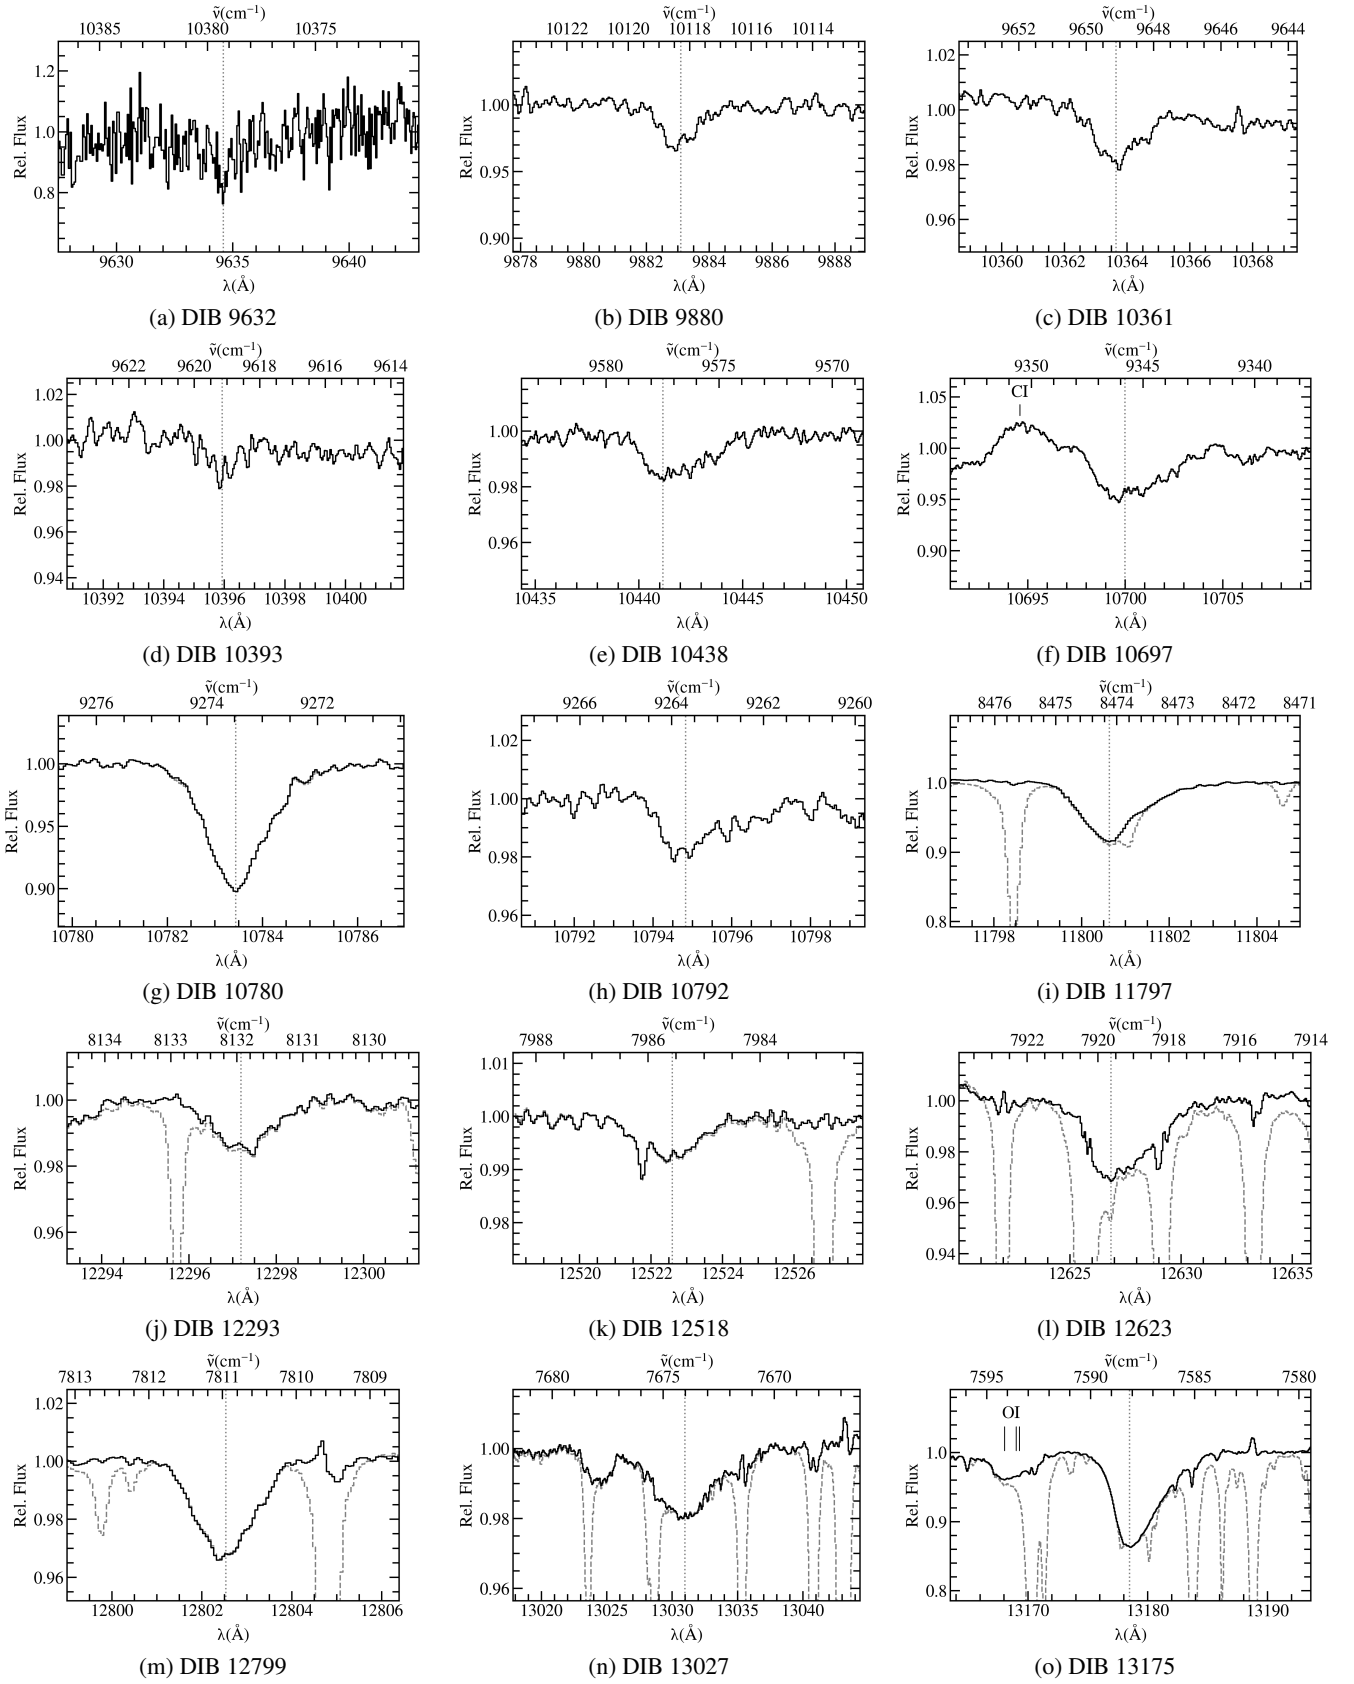 ṽ(cm⁻¹) ṽ(cm⁻¹) ṽ(cm⁻¹)
10385 10380 10375 10122 10120 10118 10116 10114 9652 9650 9648 9646 9644
1.2 1.0 0.8
1.00 0.95 0.90
1.02 1.00 0.98 0.96
Rel. Flux Rel. Flux Rel. Flux
9630 9635 9640 9878 9880 9882 9884 9886 9888 10360 10362 10364 10366 10368
λ(Å) λ(Å) λ(Å)
(a) DIB 9632 (b) DIB 9880 (c) DIB 10361
ṽ(cm⁻¹) ṽ(cm⁻¹) ṽ(cm⁻¹)
9622 9620 9618 9616 9614 9580 9575 9570 9350 9345 9340
CI
1.02 1.00 0.98 0.96 0.94
1.00 0.98 0.96
1.05 1.00 0.95 0.90
Rel. Flux Rel. Flux Rel. Flux
10392 10394 10396 10398 10400 10435 10440 10445 10450 10695 10700 10705
λ(Å) λ(Å) λ(Å)
(d) DIB 10393 (e) DIB 10438 (f) DIB 10697
ṽ(cm⁻¹) ṽ(cm⁻¹) ṽ(cm⁻¹)
9276 9274 9272 9266 9264 9262 9260 8476 8475 8474 8473 8472 8471
1.00 0.95 0.90
1.02 1.00 0.98 0.96
1.0 0.9 0.8
Rel. Flux Rel. Flux Rel. Flux
10780 10782 10784 10786 10792 10794 10796 10798 11798 11800 11802 11804
λ(Å) λ(Å) λ(Å)
(g) DIB 10780 (h) DIB 10792 (i) DIB 11797
ṽ(cm⁻¹) ṽ(cm⁻¹) ṽ(cm⁻¹)
8134 8133 8132 8131 8130 7988 7986 7984 7922 7920 7918 7916 7914
1.00 0.98 0.96
1.01 1.00 0.99 0.98
1.00 0.98 0.96 0.94
Rel. Flux Rel. Flux Rel. Flux
12294 12296 12298 12300 12520 12522 12524 12526 12625 12630 12635
λ(Å) λ(Å) λ(Å)
(j) DIB 12293 (k) DIB 12518 (l) DIB 12623
ṽ(cm⁻¹) ṽ(cm⁻¹) ṽ(cm⁻¹)
7813 7812 7811 7810 7809 7680 7675 7670 7595 7590 7585 7580
OI
1.02 1.00 0.98 0.96
1.00 0.98 0.96
1.0 0.9 0.8
Rel. Flux Rel. Flux Rel. Flux
12800 12802 12804 12806 13020 13025 13030 13035 13040 13170 13180 13190
λ(Å) λ(Å) λ(Å)
(m) DIB 12799 (n) DIB 13027 (o) DIB 13175